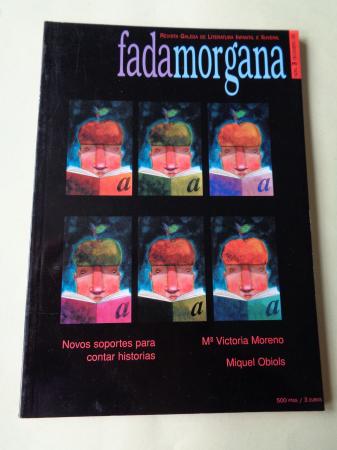 REVISTA GALEGA DE LITERATURA INFANTIL E XUVENIL
fadamorgana
a a a
a a a
Novos soportes para
contar historias
Mª Victoria Moreno
Miquel Obiols
500 PTAS. / 3 EUROS